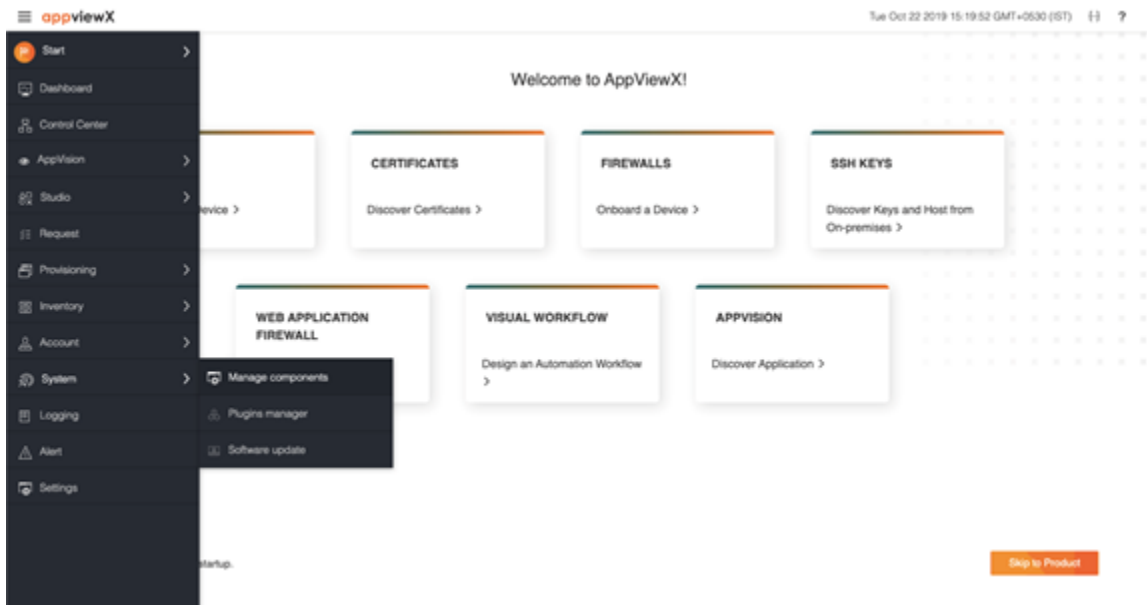 appviewX
Tue Oct 22 2019 15:19:52 GMT+0530 (IST) ?
Start
Dashboard
Control Center
AppVision
Studio
Request
Provisioning
Inventory
Account
System
Logging
Alert
Settings
Manage components
Plugins manager
Software update
Welcome to AppViewX!
evice >
CERTIFICATES
Discover Certificates >
FIREWALLS
Onboard a Device >
SSH KEYS
Discover Keys and Host from
On-premises >
WEB APPLICATION
FIREWALL
VISUAL WORKFLOW
Design an Automation Workflow
>
APPVISION
Discover Application >
startup.
Skip to Product